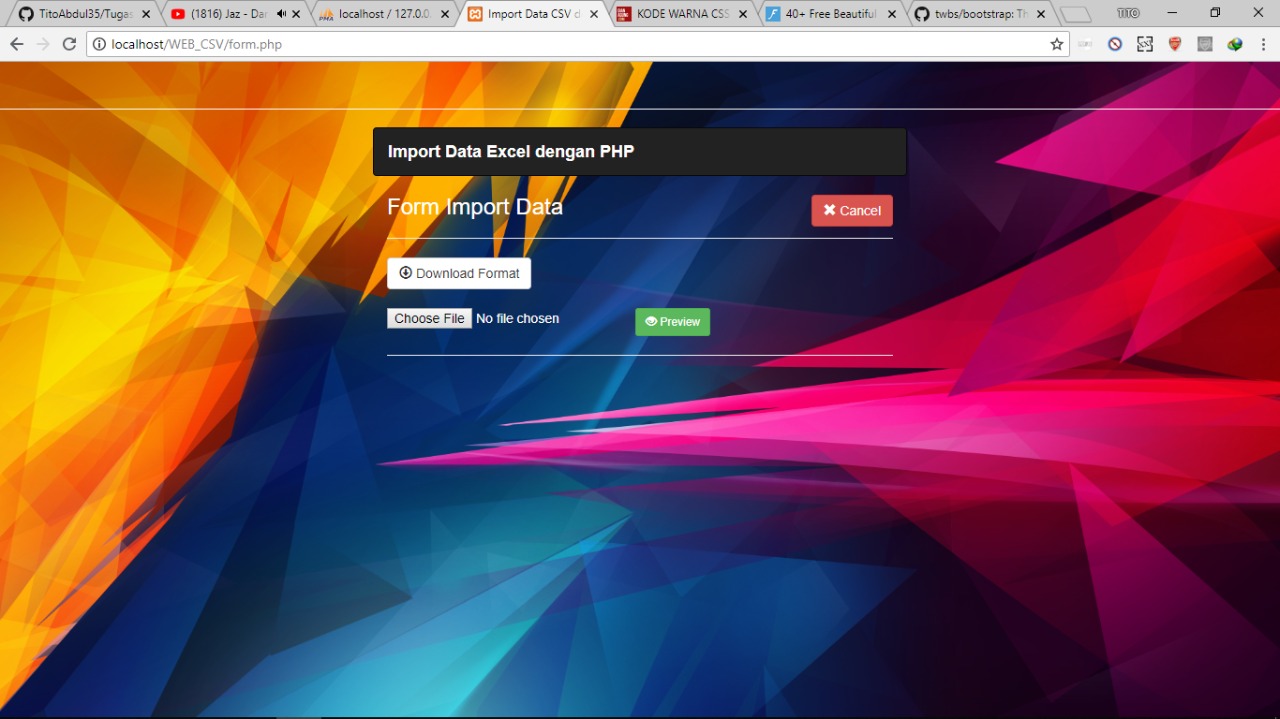 TitoAbdul35/Tugas
(1816) Jaz - Dar
localhost / 127.0.0.
Import Data CSV d
KODE WARNA CSS
40+ Free Beautiful
twbs/bootstrap: Th
TITO
localhost/WEB_CSV/form.php
Import Data Excel dengan PHP
Form Import Data
Cancel
Download Format
Choose File No file chosen
Preview